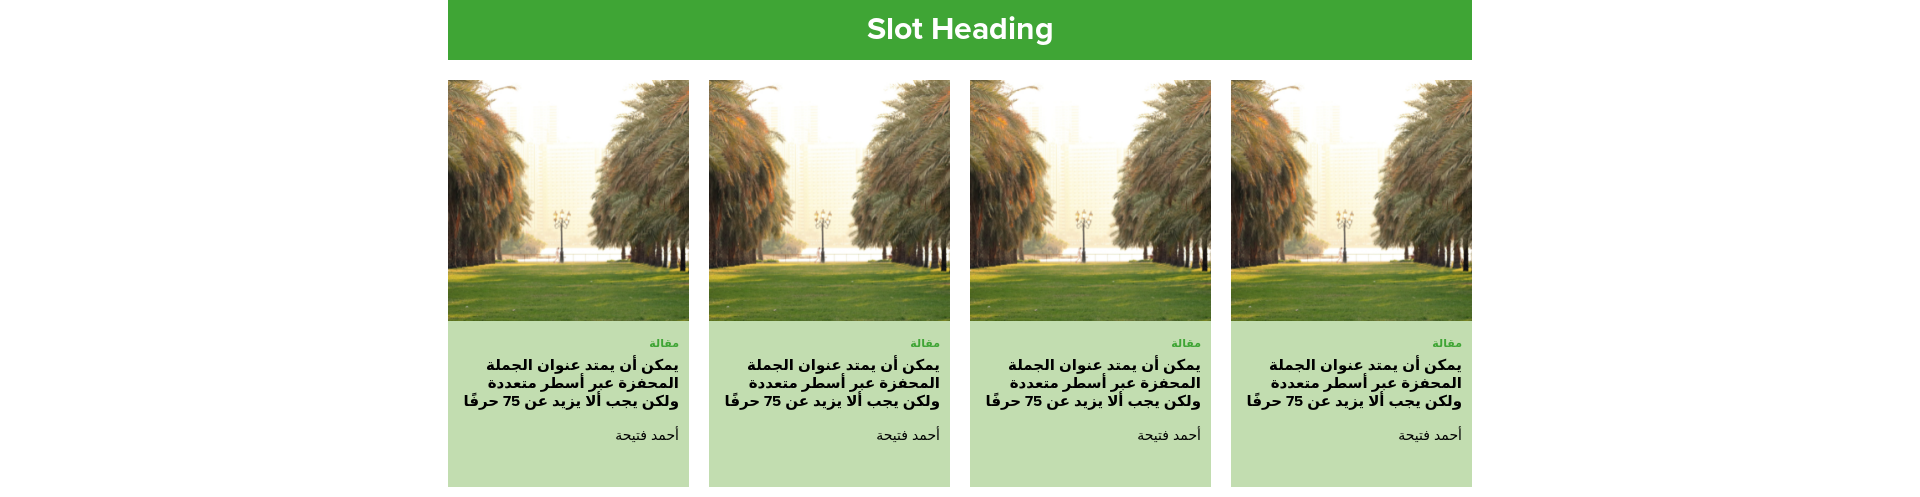 Slot Heading
مقالة
يمكن أن يمتد عنوان الجملة
المحفزة عبر أسطر متعددة
ولكن يجب ألا يزيد عن 75 حرفًا
أحمد فتيحة
مقالة
يمكن أن يمتد عنوان الجملة
المحفزة عبر أسطر متعددة
ولكن يجب ألا يزيد عن 75 حرفًا
أحمد فتيحة
مقالة
يمكن أن يمتد عنوان الجملة
المحفزة عبر أسطر متعددة
ولكن يجب ألا يزيد عن 75 حرفًا
أحمد فتيحة
مقالة
يمكن أن يمتد عنوان الجملة
المحفزة عبر أسطر متعددة
ولكن يجب ألا يزيد عن 75 حرفًا
أحمد فتيحة